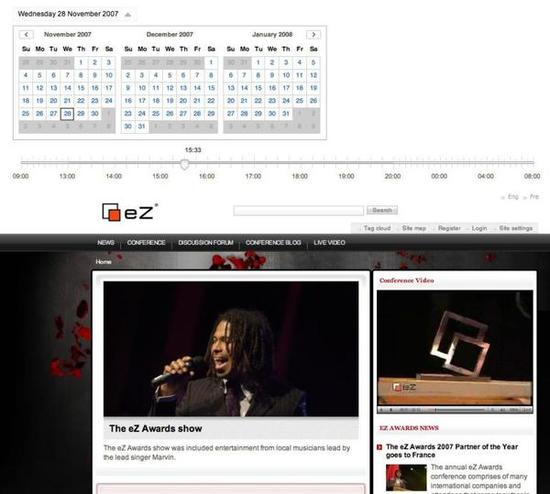 Wednesday 28 November 2007
November 2007
December 2007
January 2008
Su Mo Tu We Th Fr Sa Su Mo Tu We Th Fr Sa Su Mo Tu We Th Fr Sa
28 29 30 31 1 2 3 25 26 27 28 29 30 1 30 31 1 2 3 4 5
4 5 6 7 8 9 10 2 3 4 5 6 7 8 6 7 8 9 10 11 12
11 12 13 14 15 16 17 9 10 11 12 13 14 15 13 14 15 16 17 18 19
18 19 20 21 22 23 24 16 17 18 19 20 21 22 20 21 22 23 24 25 26
25 26 27 28 29 30 1 23 24 25 26 27 28 29 27 28 29 30 31 1 2
2 3 4 5 6 7 8 30 31 1 2 3 4 5 3 4 5 6 7 8 9
15:33
09:00 13:00 14:00 15:00 16:00 17:00 19:00 21:00 23:00 01:00 04:00 08:00
Eng Fre
eZ
Search
Tag cloud Site map Register Login Site settings
NEWS CONFERENCE DISCUSSION FORUM CONFERENCE BLOG LIVE VIDEO
Home
Conference Video
eZ
The eZ Awards show
The eZ Awards show was included entertainment from local musicians lead by
the lead singer Marvin.
EZ AWARDS NEWS
The eZ Awards 2007 Partner of the Year
goes to France
The annual eZ Awards
conference comprises of many
international companies and